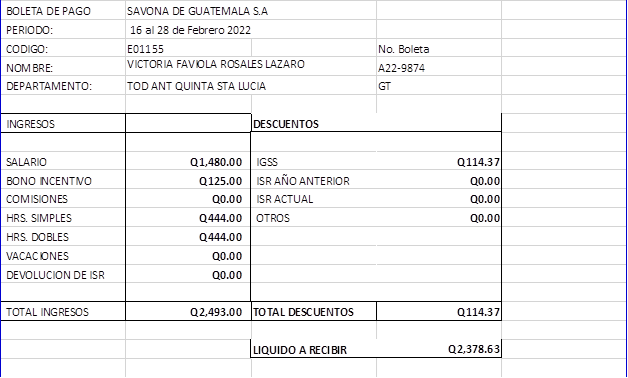 BOLETA DE PAGO SAVONA DE GUATEMALA S.A
PERIODO: 16 al 28 de Febrero 2022
CODIGO: E01155 No. Boleta
NOMBRE: VICTORIA FAVIOLA ROSALES LAZARO A22-9874
DEPARTAMENTO: TOD ANT QUINTA STA LUCIA GT
INGRESOS DESCUENTOS
SALARIO Q1,480.00 IGSS Q114.37
BONO INCENTIVO Q125.00 ISR AÑO ANTERIOR Q0.00
COMISIONES Q0.00 ISR ACTUAL Q0.00
HRS. SIMPLES Q444.00 OTROS Q0.00
HRS. DOBLES Q444.00
VACACIONES Q0.00
DEVOLUCION DE ISR Q0.00
TOTAL INGRESOS Q2,493.00 TOTAL DESCUENTOS Q114.37
LIQUIDO A RECIBIR Q2,378.63